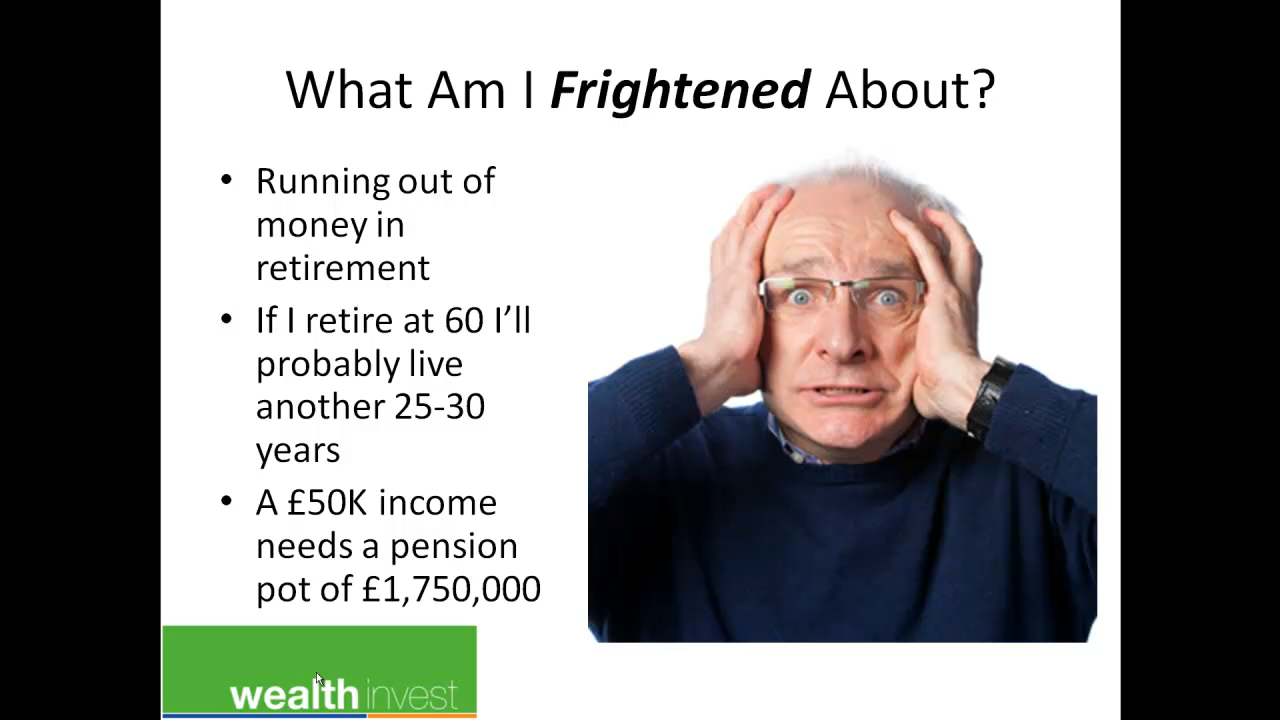 What Am I Frightened About?
• Running out of
money in
retirement
• If I retire at 60 I’ll
probably live
another 25-30
years
• A £50K income
needs a pension
pot of £1,750,000
wealth invest